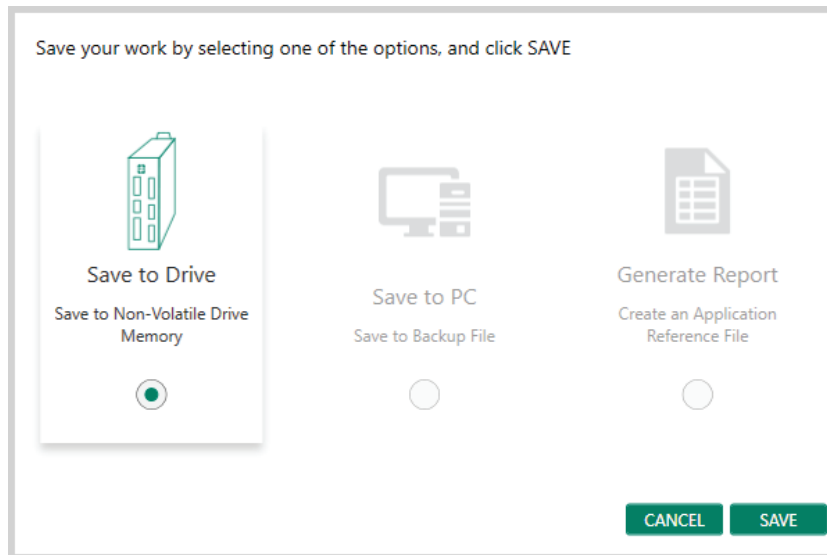 Save your work by selecting one of the options, and click SAVE
Save to Drive
Save to Non-Volatile Drive
Memory
Save to PC
Save to Backup File
Generate Report
Create an Application
Reference File
CANCEL
SAVE